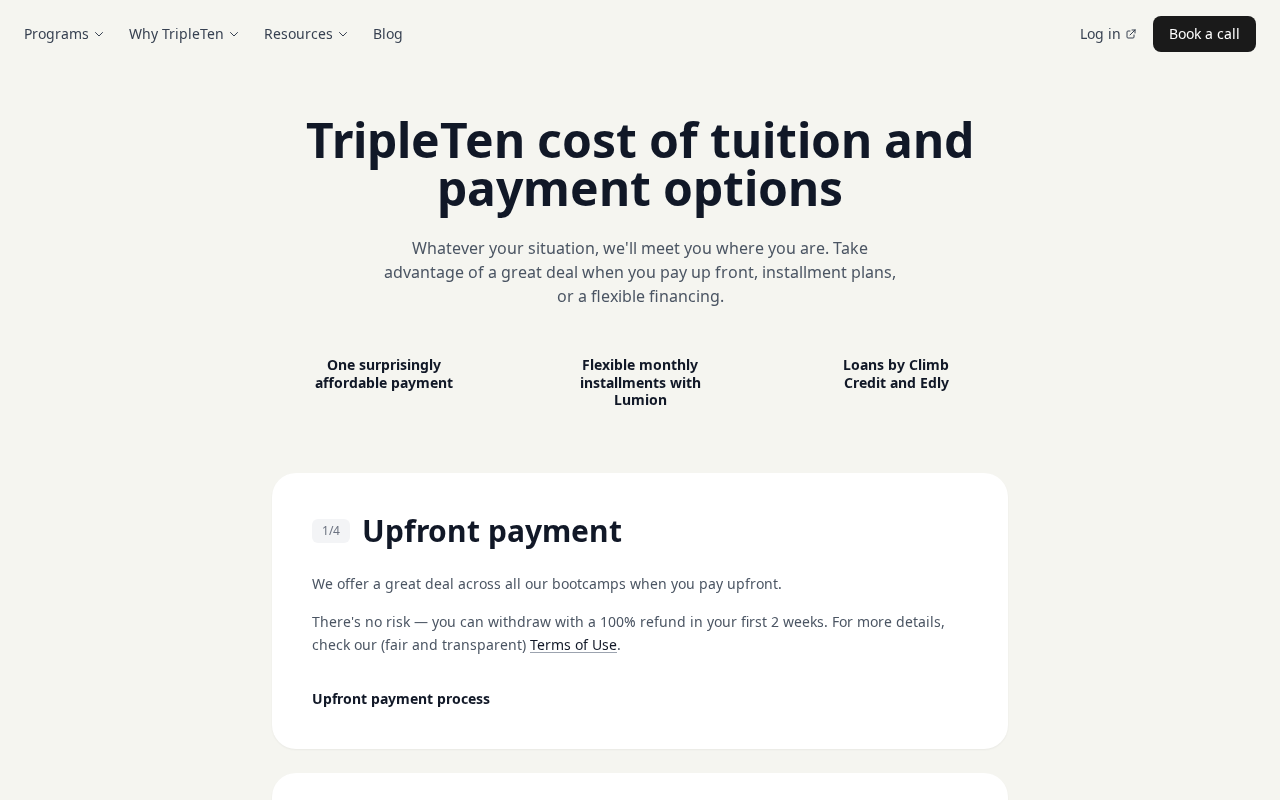 Programs
Why TripleTen
Resources
Blog
Log in
Book a call
TripleTen cost of tuition and
payment options
Whatever your situation, we'll meet you where you are. Take
advantage of a great deal when you pay up front, installment plans,
or a flexible financing.
One surprisingly
affordable payment
Flexible monthly
installments with
Lumion
Loans by Climb
Credit and Edly
1/4
Upfront payment
We offer a great deal across all our bootcamps when you pay upfront.
There's no risk — you can withdraw with a 100% refund in your first 2 weeks. For more details,
check our (fair and transparent) Terms of Use.
Upfront payment process